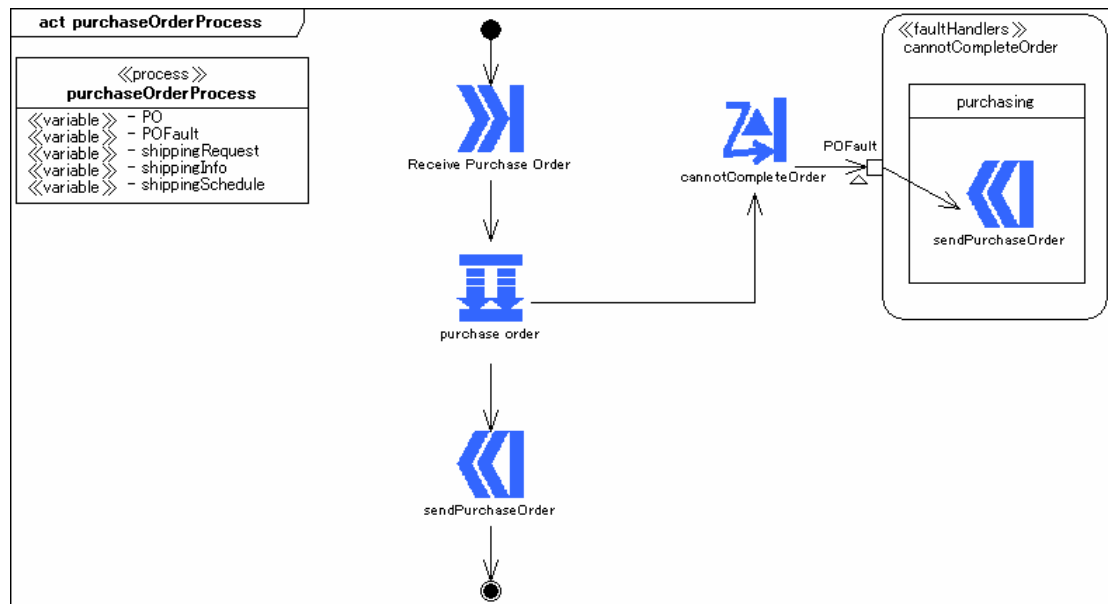 act purchaseOrderProcess
≪process≫
purchaseOrderProcess
≪variable≫ - PO
≪variable≫ - POFault
≪variable≫ - shippingRequest
≪variable≫ - shippingInfo
≪variable≫ - shippingSchedule
Receive Purchase Order
purchase order
sendPurchaseOrder
cannotCompleteOrder
POFault
≪faultHandlers≫
cannotCompleteOrder
purchasing
sendPurchaseOrder